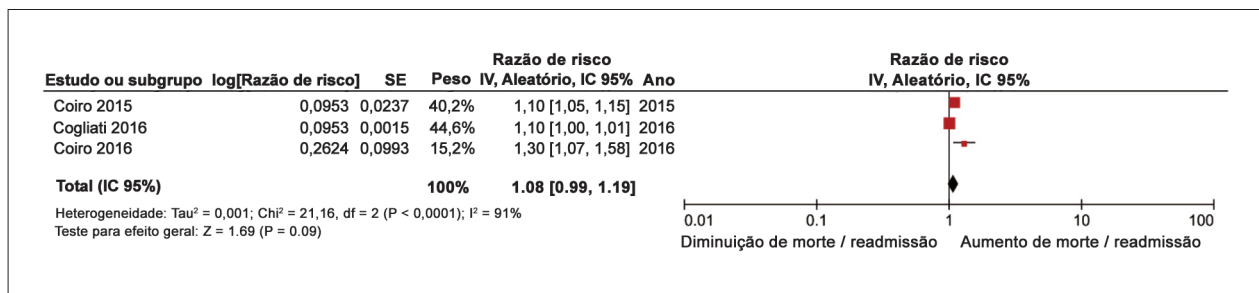 Razão de risco
Razão de risco
Estudo ou subgrupo log[Razão de risco] SE Peso IV, Aleatório, IC 95% Ano
IV, Aleatório, IC 95%
Coiro 2015 0,0953 0,0237 40,2% 1,10 [1,05, 1,15] 2015
Cogliati 2016 0,0953 0,0015 44,6% 1,10 [1,00, 1,01] 2016
Coiro 2016 0,2624 0,0993 15,2% 1,30 [1,07, 1,58] 2016
Total (IC 95%) 100% 1.08 [0.99, 1.19]
Heterogeneidade: Tau² = 0,001; Chi² = 21,16, df = 2 (P < 0,0001); I² = 91%
Teste para efeito geral: Z = 1.69 (P = 0.09)
0.01 0.1 1 10 100
Diminuição de morte / readmissão Aumento de morte / readmissão